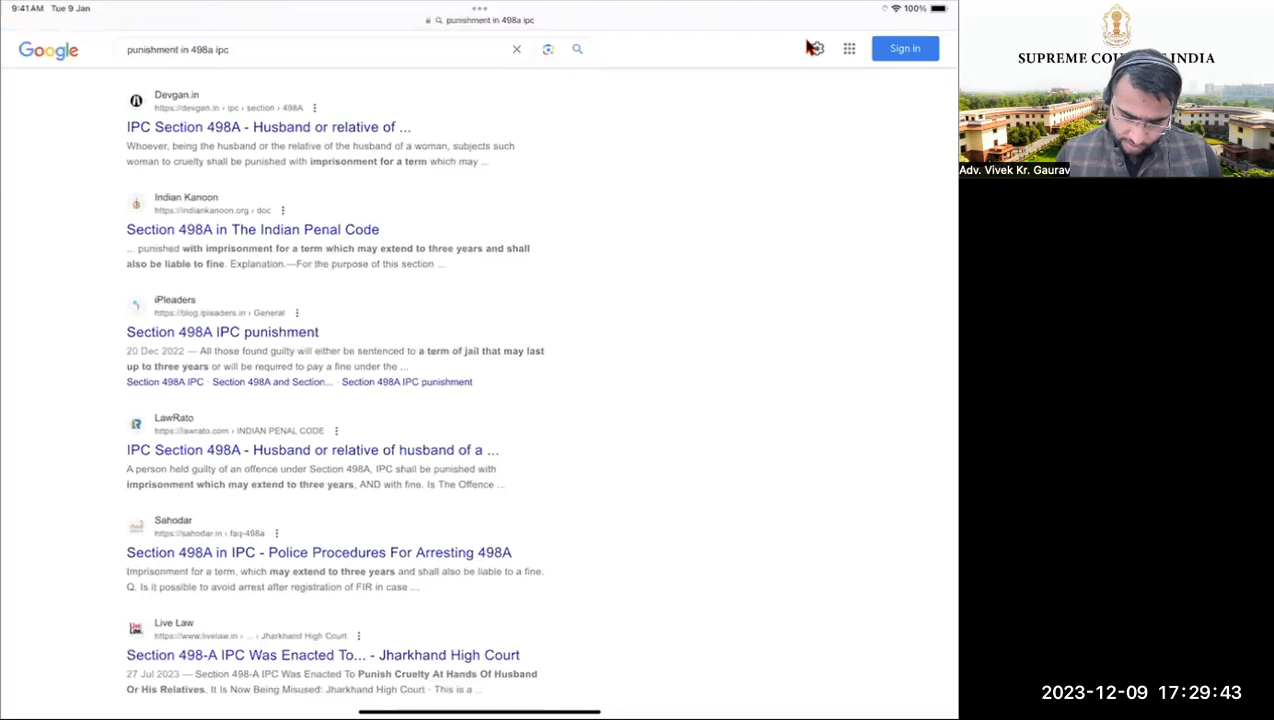 9:41 AM Tue 9 Jan
100%
punishment in 498a ipc
Google
punishment in 498a ipc
Sign in
Devgan.in
https://devgan.in › ipc › section › 498A
IPC Section 498A - Husband or relative of ...
Whoever, being the husband or the relative of the husband of a woman, subjects such
woman to cruelty shall be punished with imprisonment for a term which may ...
Indian Kanoon
https://indiankanoon.org › doc
Section 498A in The Indian Penal Code
... punished with imprisonment for a term which may extend to three years and shall
also be liable to fine. Explanation.—For the purpose of this section ...
iPleaders
https://blog.ipleaders.in › General
Section 498A IPC punishment
20 Dec 2022 — All those found guilty will either be sentenced to a term of jail that may last
up to three years or will be required to pay a fine under the ...
Section 498A IPC · Section 498A and Section... · Section 498A IPC punishment
LawRato
https://lawrato.com › INDIAN PENAL CODE
IPC Section 498A - Husband or relative of husband of a ...
A person held guilty of an offence under Section 498A, IPC shall be punished with
imprisonment which may extend to three years, AND with fine. Is The Offence ...
Sahodar
https://sahodar.in › faq-498a
Section 498A in IPC - Police Procedures For Arresting 498A
Imprisonment for a term, which may extend to three years and shall also be liable to a fine.
Q. Is it possible to avoid arrest after registration of FIR in case ...
Live Law
https://www.livelaw.in › ... › Jharkhand High Court
Section 498-A IPC Was Enacted To... - Jharkhand High Court
27 Jul 2023 — Section 498-A IPC Was Enacted To Punish Cruelty At Hands Of Husband
Or His Relatives, It Is Now Being Misused: Jharkhand High Court · This is a ...
SUPREME COU INDIA
Adv. Vivek Kr. Gaurav
2023-12-09 17:29:43